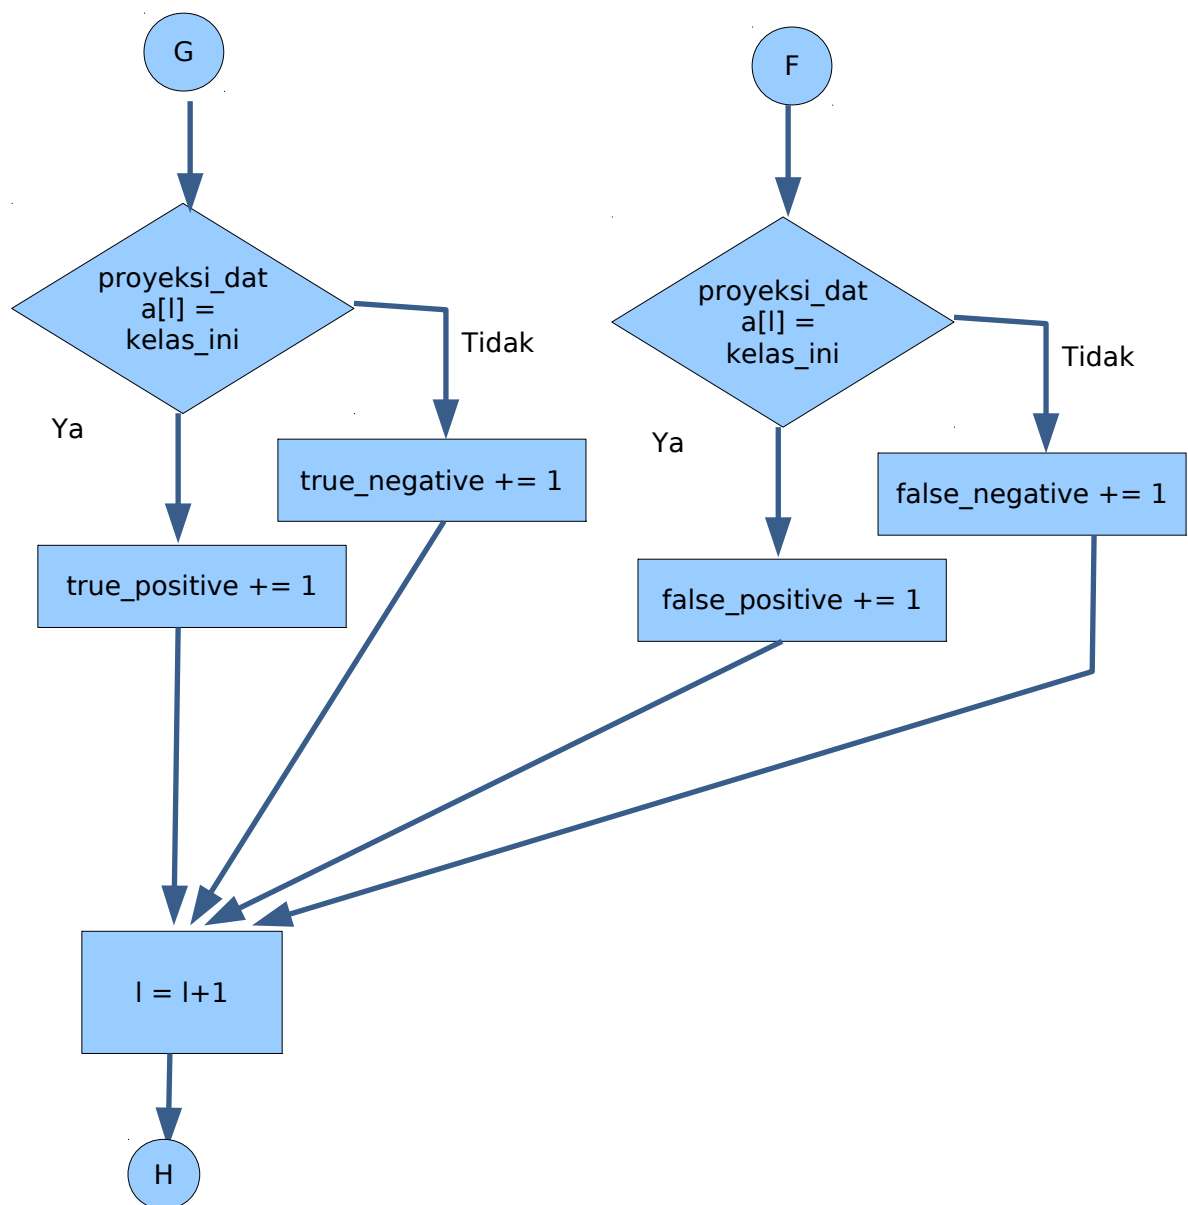 G
F
proyeksi_dat
a[l] =
kelas_ini
Tidak
Ya
true_negative += 1
true_positive += 1
proyeksi_dat
a[l] =
kelas_ini
Tidak
Ya
false_negative += 1
false_positive += 1
l = l+1
H